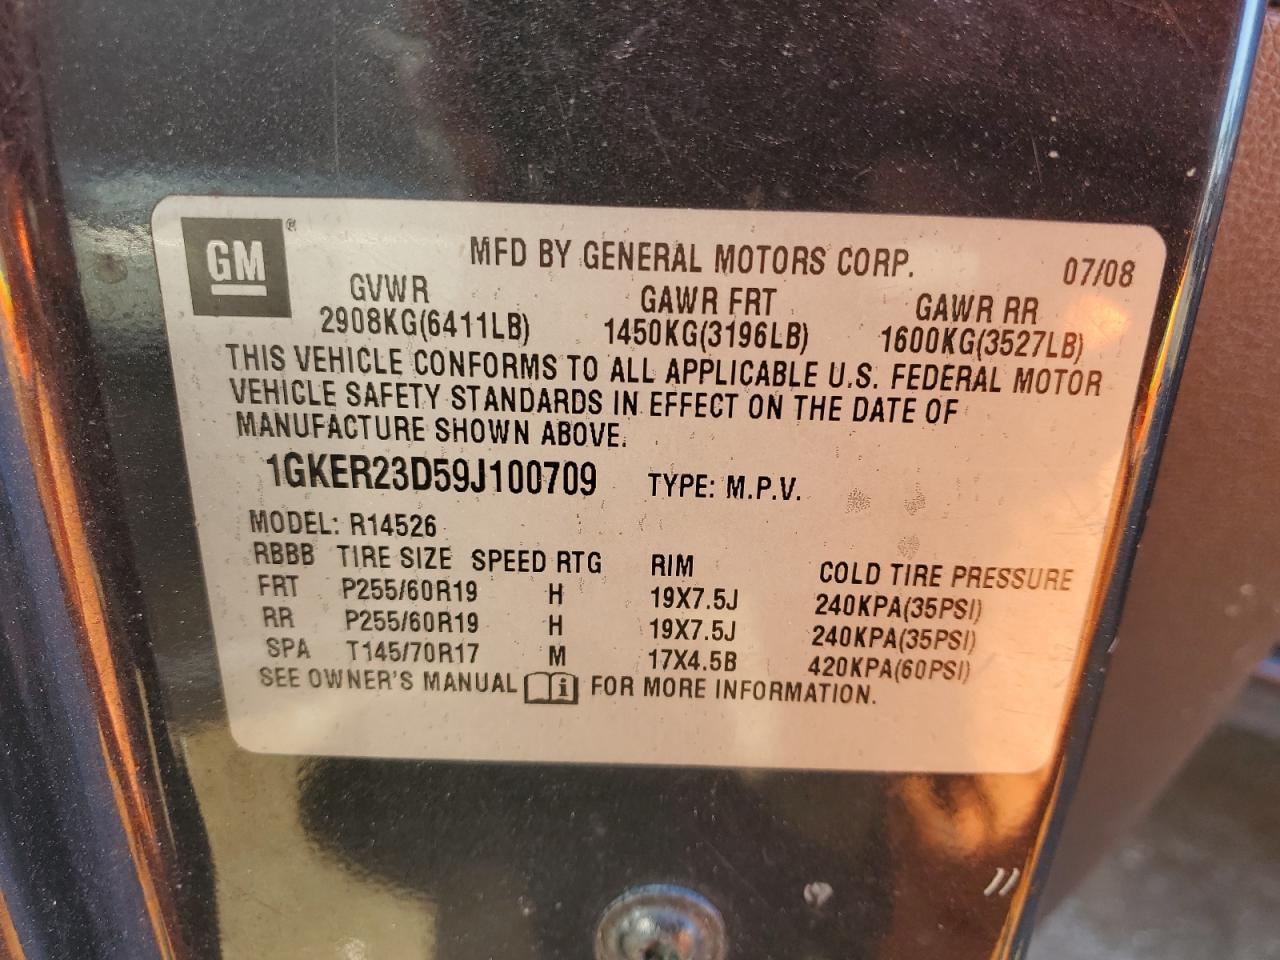 GM ®
MFD BY GENERAL MOTORS CORP. 07/08
GVWR GAWR FRT GAWR RR
2908KG(6411LB) 1450KG(3196LB) 1600KG(3527LB)
THIS VEHICLE CONFORMS TO ALL APPLICABLE U.S. FEDERAL MOTOR
VEHICLE SAFETY STANDARDS IN EFFECT ON THE DATE OF
MANUFACTURE SHOWN ABOVE.
1GKER23D59J100709 TYPE: M.P.V.
MODEL: R14526
RBBB TIRE SIZE SPEED RTG RIM COLD TIRE PRESSURE
FRT P255/60R19 H 19X7.5J 240KPA(35PSI)
RR P255/60R19 H 19X7.5J 240KPA(35PSI)
SPA T145/70R17 M 17X4.5B 420KPA(60PSI)
SEE OWNER'S MANUAL i FOR MORE INFORMATION.